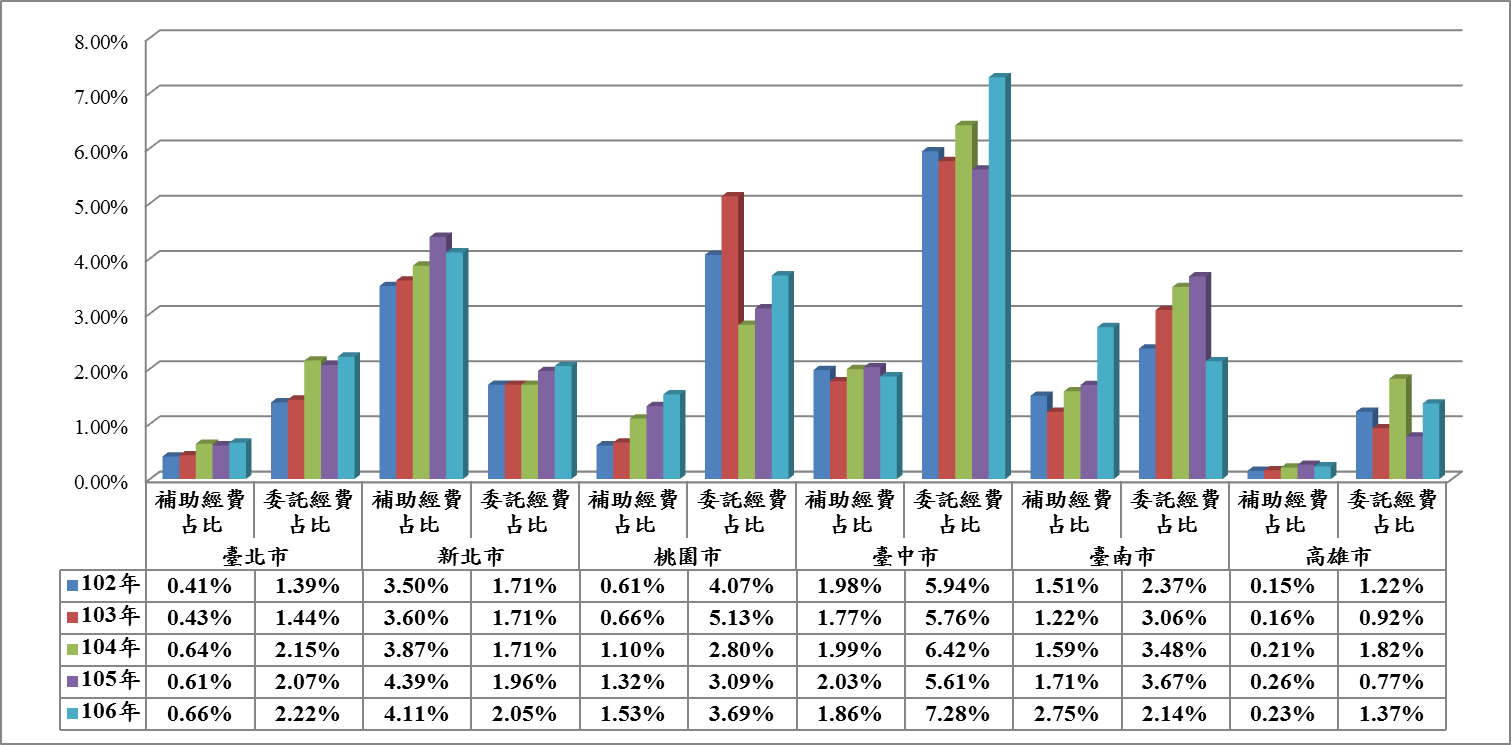 8.00%
7.00%
6.00%
5.00%
4.00%
3.00%
2.00%
1.00%
0.00%
補助經費占比 委託經費占比 補助經費占比 委託經費占比 補助經費占比 委託經費占比 補助經費占比 委託經費占比 補助經費占比 委託經費占比 補助經費占比 委託經費占比
臺北市 新北市 桃園市 臺中市 臺南市 高雄市
102年 0.41% 1.39% 3.50% 1.71% 0.61% 4.07% 1.98% 5.94% 1.51% 2.37% 0.15% 1.22%
103年 0.43% 1.44% 3.60% 1.71% 0.66% 5.13% 1.77% 5.76% 1.22% 3.06% 0.16% 0.92%
104年 0.64% 2.15% 3.87% 1.71% 1.10% 2.80% 1.99% 6.42% 1.59% 3.48% 0.21% 1.82%
105年 0.61% 2.07% 4.39% 1.96% 1.32% 3.09% 2.03% 5.61% 1.71% 3.67% 0.26% 0.77%
106年 0.66% 2.22% 4.11% 2.05% 1.53% 3.69% 1.86% 7.28% 2.75% 2.14% 0.23% 1.37%